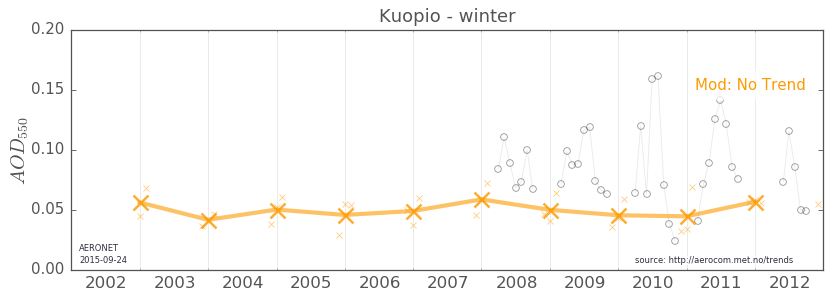 Kuopio - winter
0.20
0.15
0.10
0.05
0.00
AOD550
Mod: No Trend
AERONET
2015-09-24
source: http://aerocom.met.no/trends
2002 2003 2004 2005 2006 2007 2008 2009 2010 2011 2012